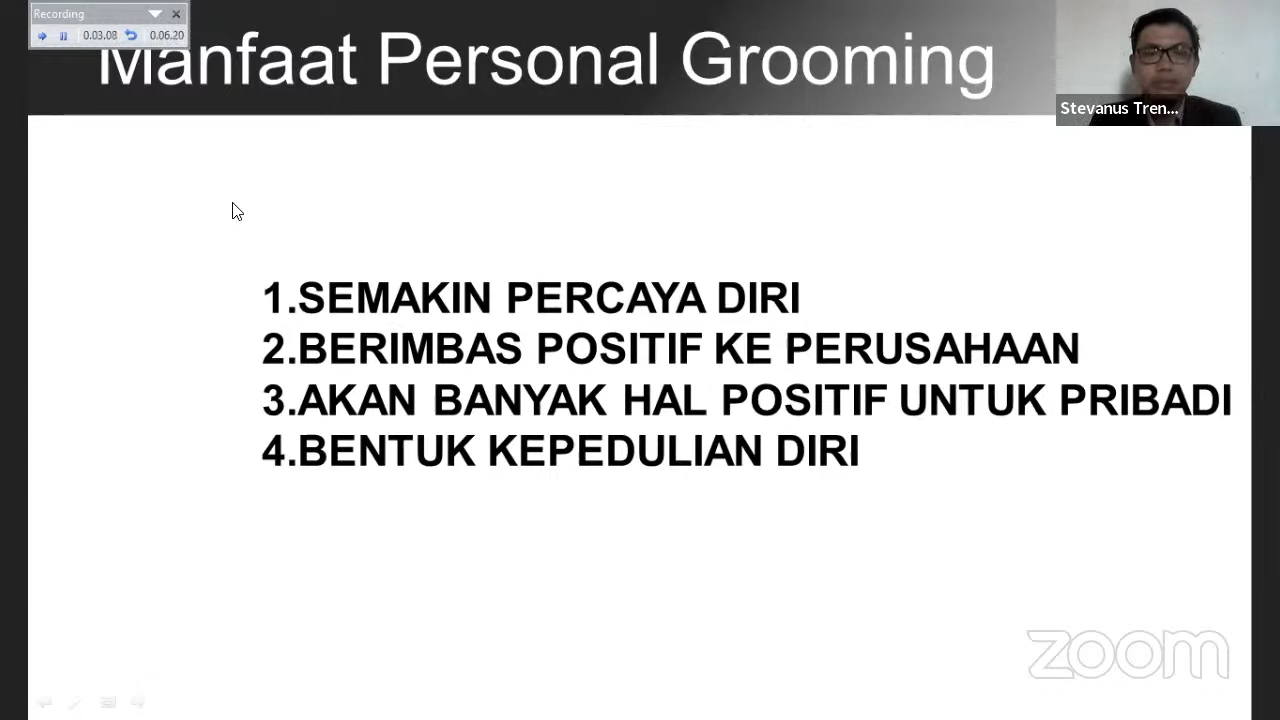 Recording
0.03.08 0.06.20
Manfaat Personal Grooming
Stevanus Tren...
1.SEMAKIN PERCAYA DIRI
2.BERIMBAS POSITIF KE PERUSAHAAN
3.AKAN BANYAK HAL POSITIF UNTUK PRIBADI
4.BENTUK KEPEDULIAN DIRI
zoom